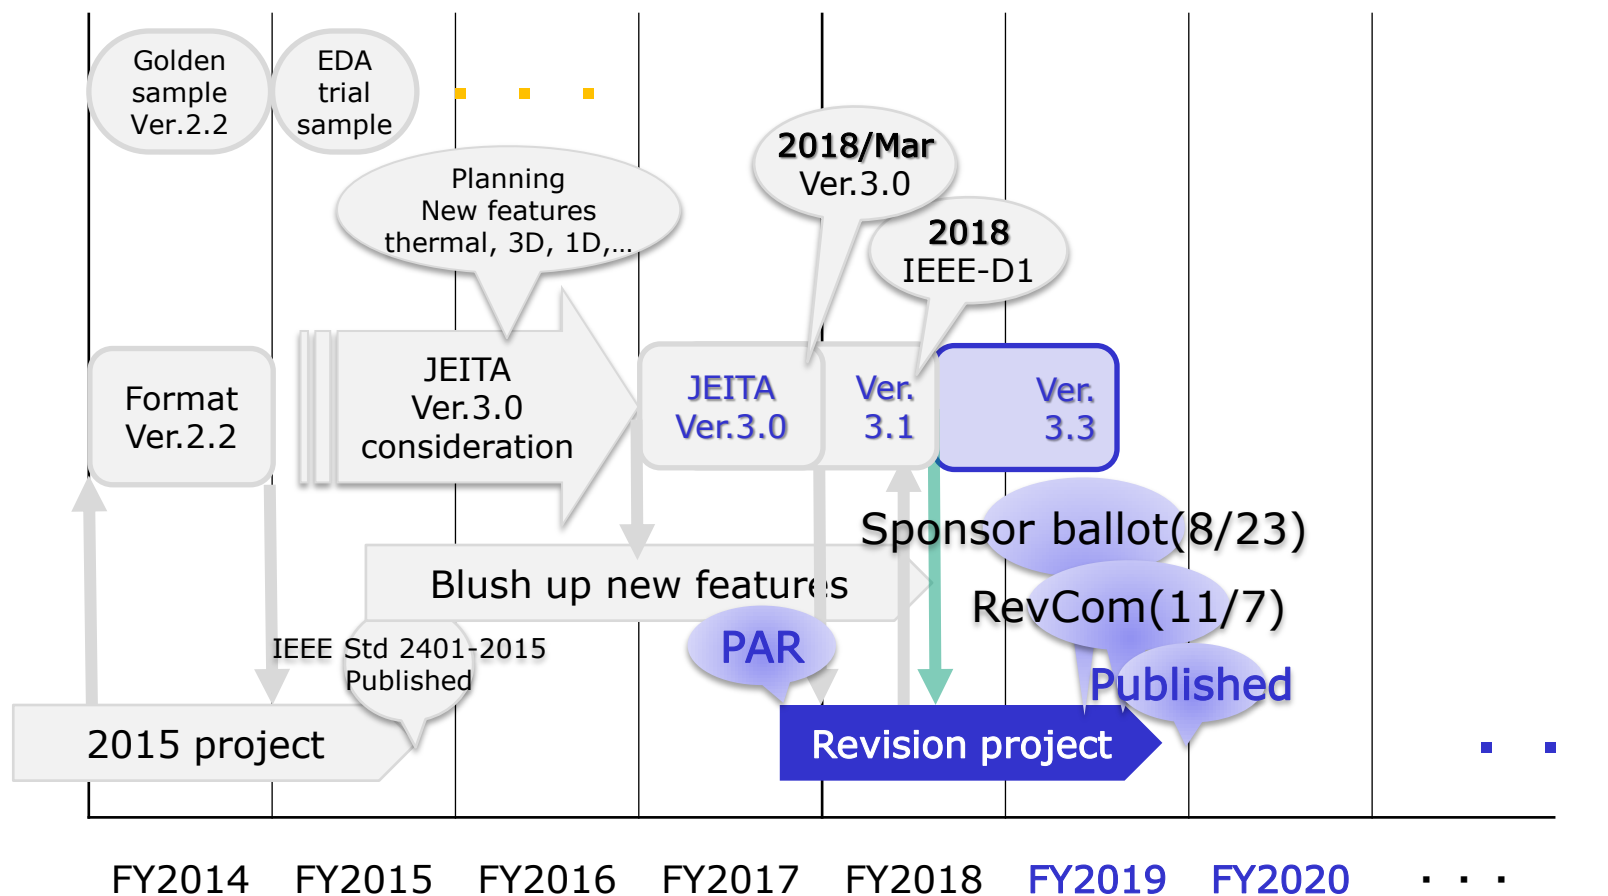 Golden
sample
Ver.2.2
EDA
trial
sample
Planning
New features
thermal, 3D, 1D,...
2018/Mar
Ver.3.0
2018
IEEE-D1
Format
Ver.2.2
JEITA
Ver.3.0
consideration
JEITA
Ver.3.0
Ver.
3.1
Ver.
3.3
Sponsor ballot(8/23)
Blush up new features
RevCom(11/7)
IEEE Std 2401-2015
Published
PAR
Published
2015 project
Revision project
FY2014 FY2015 FY2016 FY2017 FY2018 FY2019 FY2020 . . .